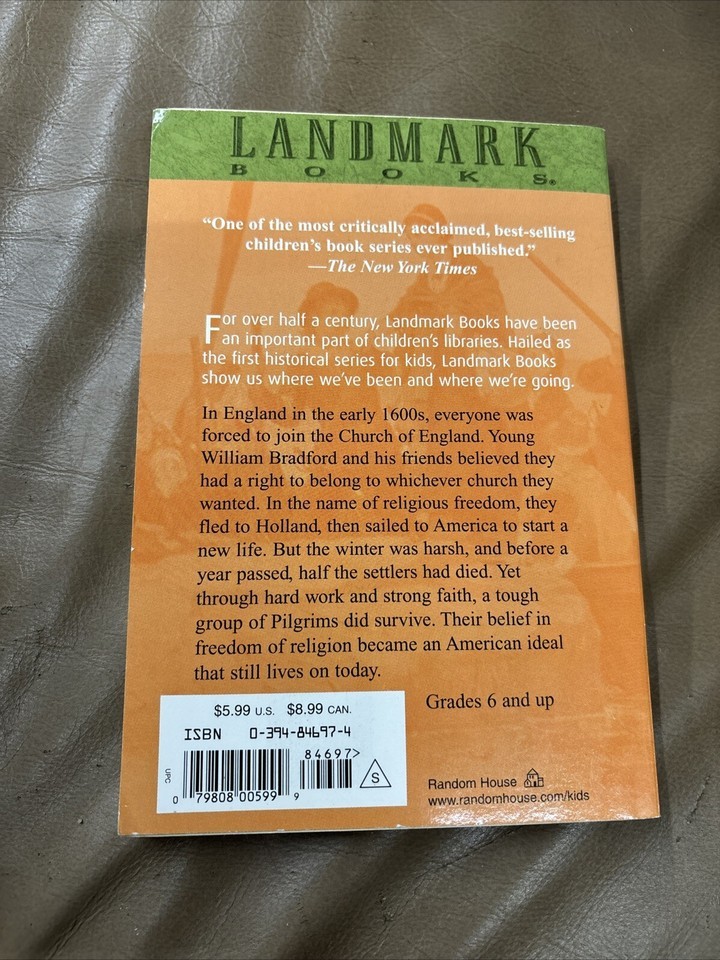 LANDMARK
BOOKS®
“One of the most critically acclaimed, best-selling
children’s book series ever published.”
—The New York Times
For over half a century, Landmark Books have been
an important part of children’s libraries. Hailed as
the first historical series for kids, Landmark Books
show us where we’ve been and where we’re going.
In England in the early 1600s, everyone was
forced to join the Church of England. Young
William Bradford and his friends believed they
had a right to belong to whichever church they
wanted. In the name of religious freedom, they
fled to Holland, then sailed to America to start a
new life. But the winter was harsh, and before a
year passed, half the settlers had died. Yet
through hard work and strong faith, a tough
group of Pilgrims did survive. Their belief in
freedom of religion became an American ideal
that still lives on today.
Grades 6 and up
$5.99 U.S. $8.99 CAN.
ISBN 0-394-84697-4
84697>
S
UPC
0 79808 00599 9
Random House
www.randomhouse.com/kids